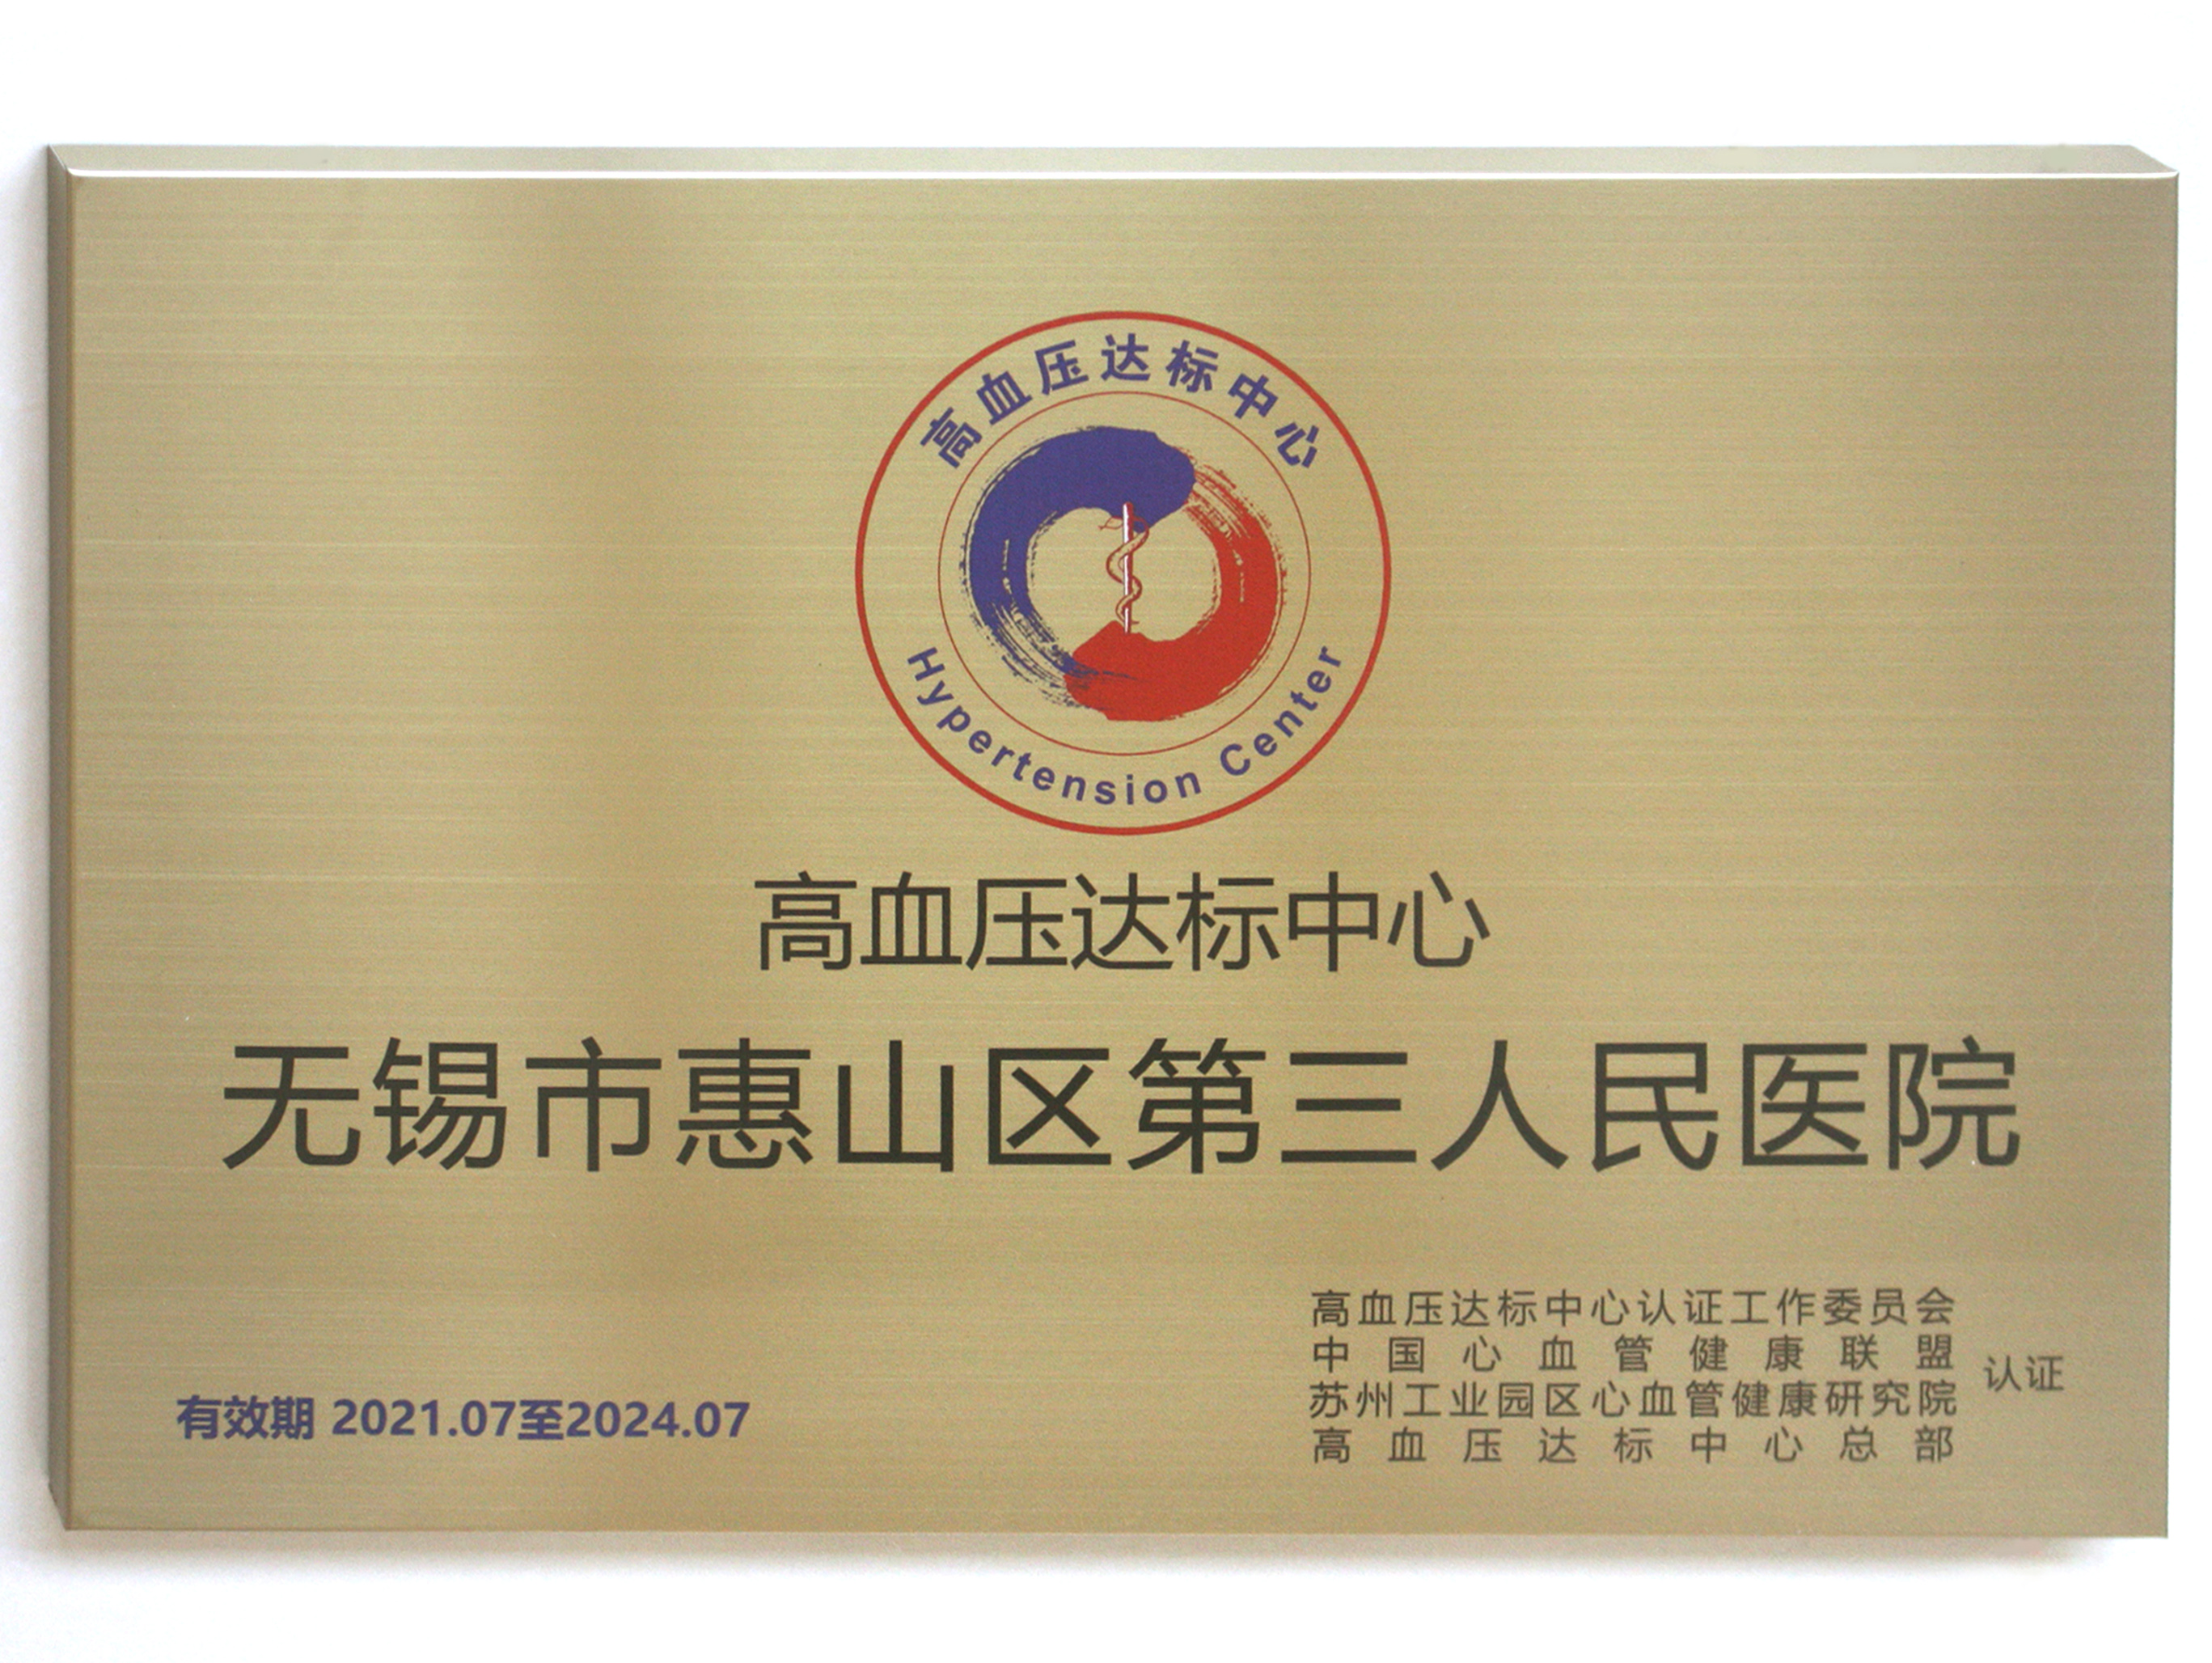 高血压达标中心
Hypertension Center
高血压达标中心
无锡市惠山区第三人民医院
高血压达标中心认证工作委员会
中国心血管健康联盟
苏州工业园区心血管健康研究院
高血压达标中心总部
认证
有效期 2021.07至2024.07